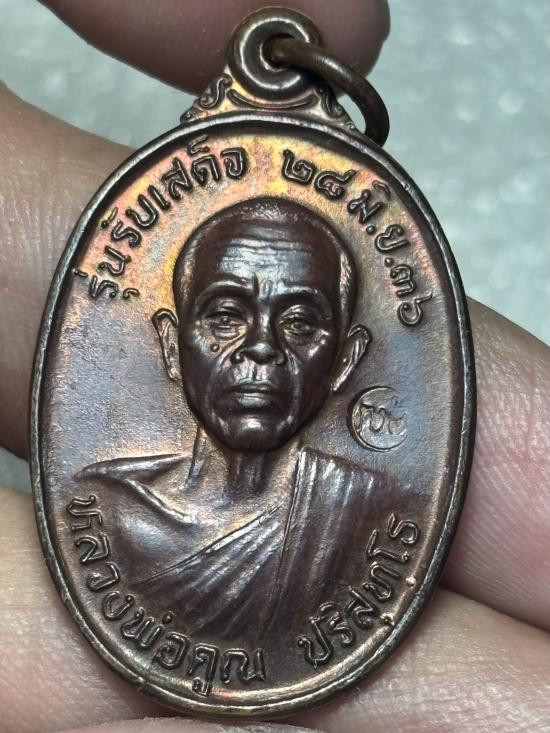 รุ่นรับเสด็จ ๒๘ มิ.ย.๓๖
หลวงพ่อคูณ ปริสุทฺโธ